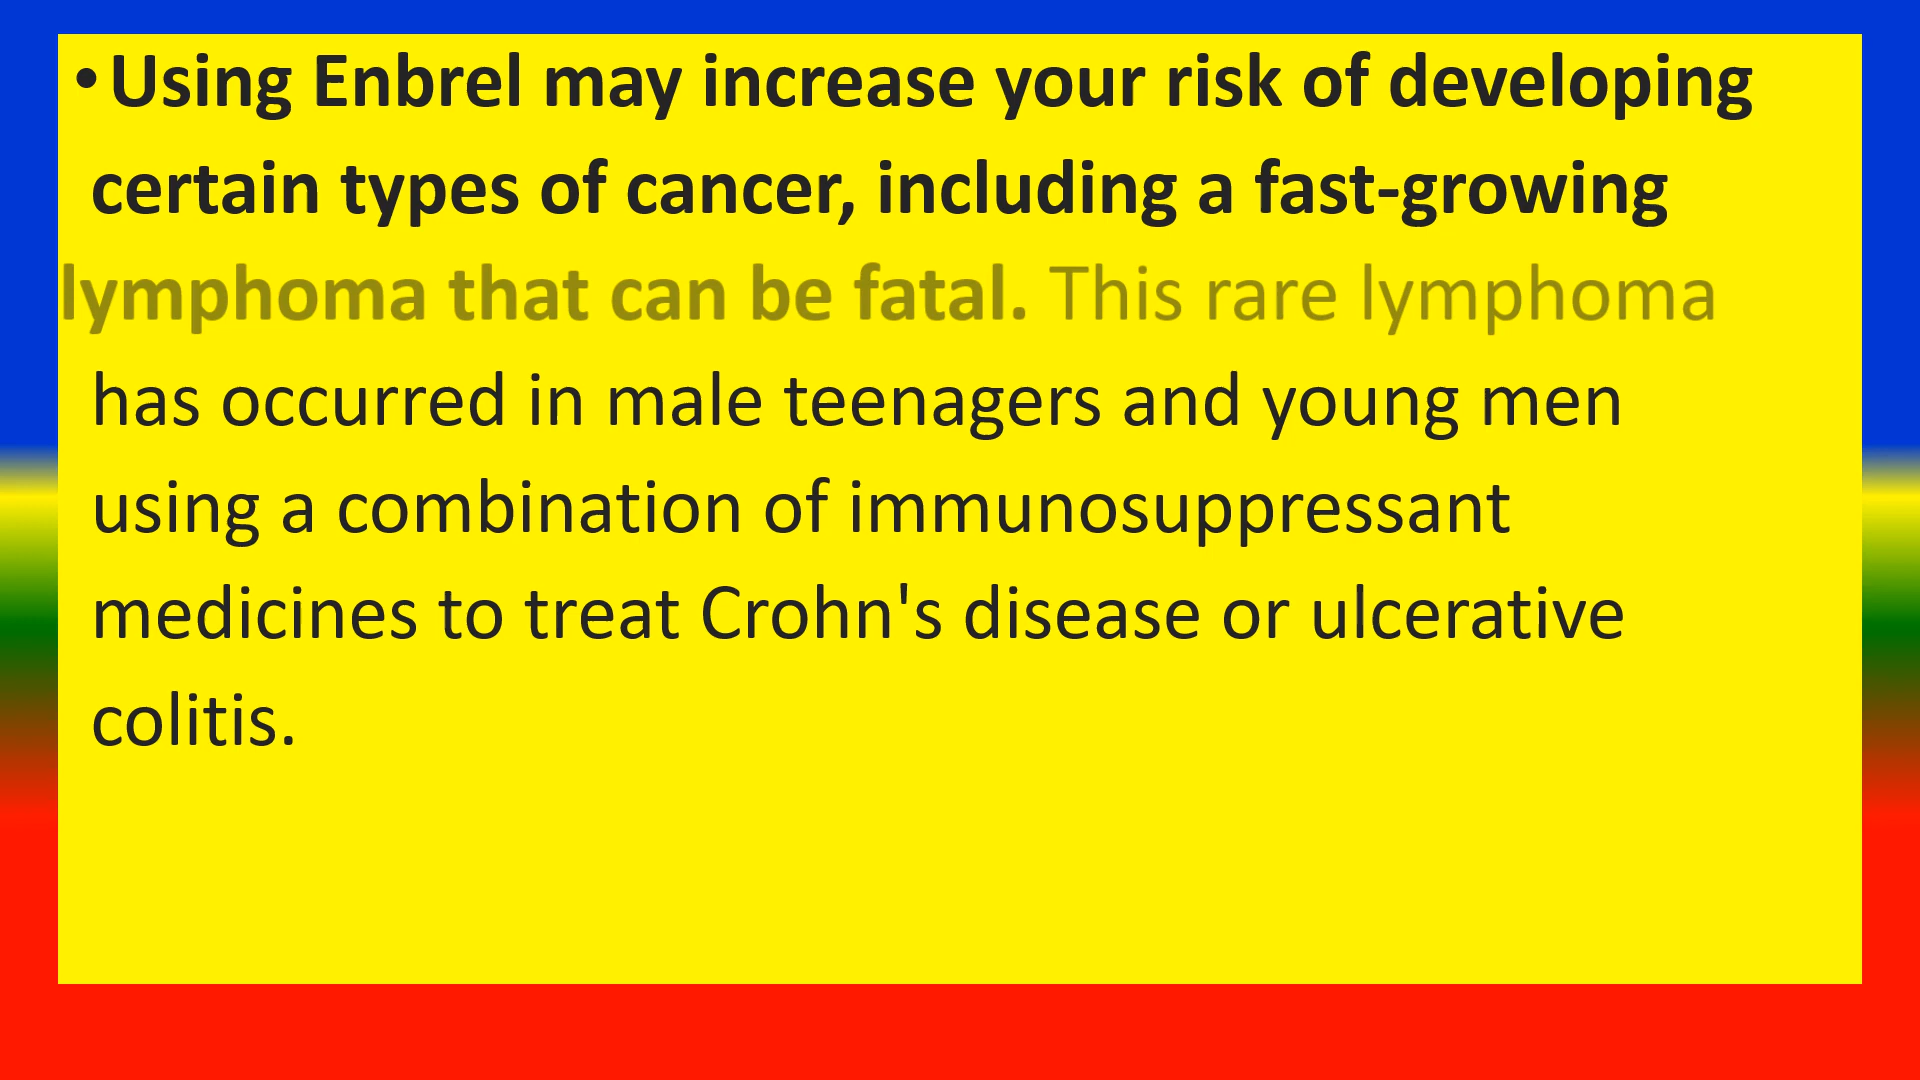 •Using Enbrel may increase your risk of developing
certain types of cancer, including a fast-growing
lymphoma that can be fatal. This rare lymphoma
has occurred in male teenagers and young men
using a combination of immunosuppressant
medicines to treat Crohn's disease or ulcerative
colitis.